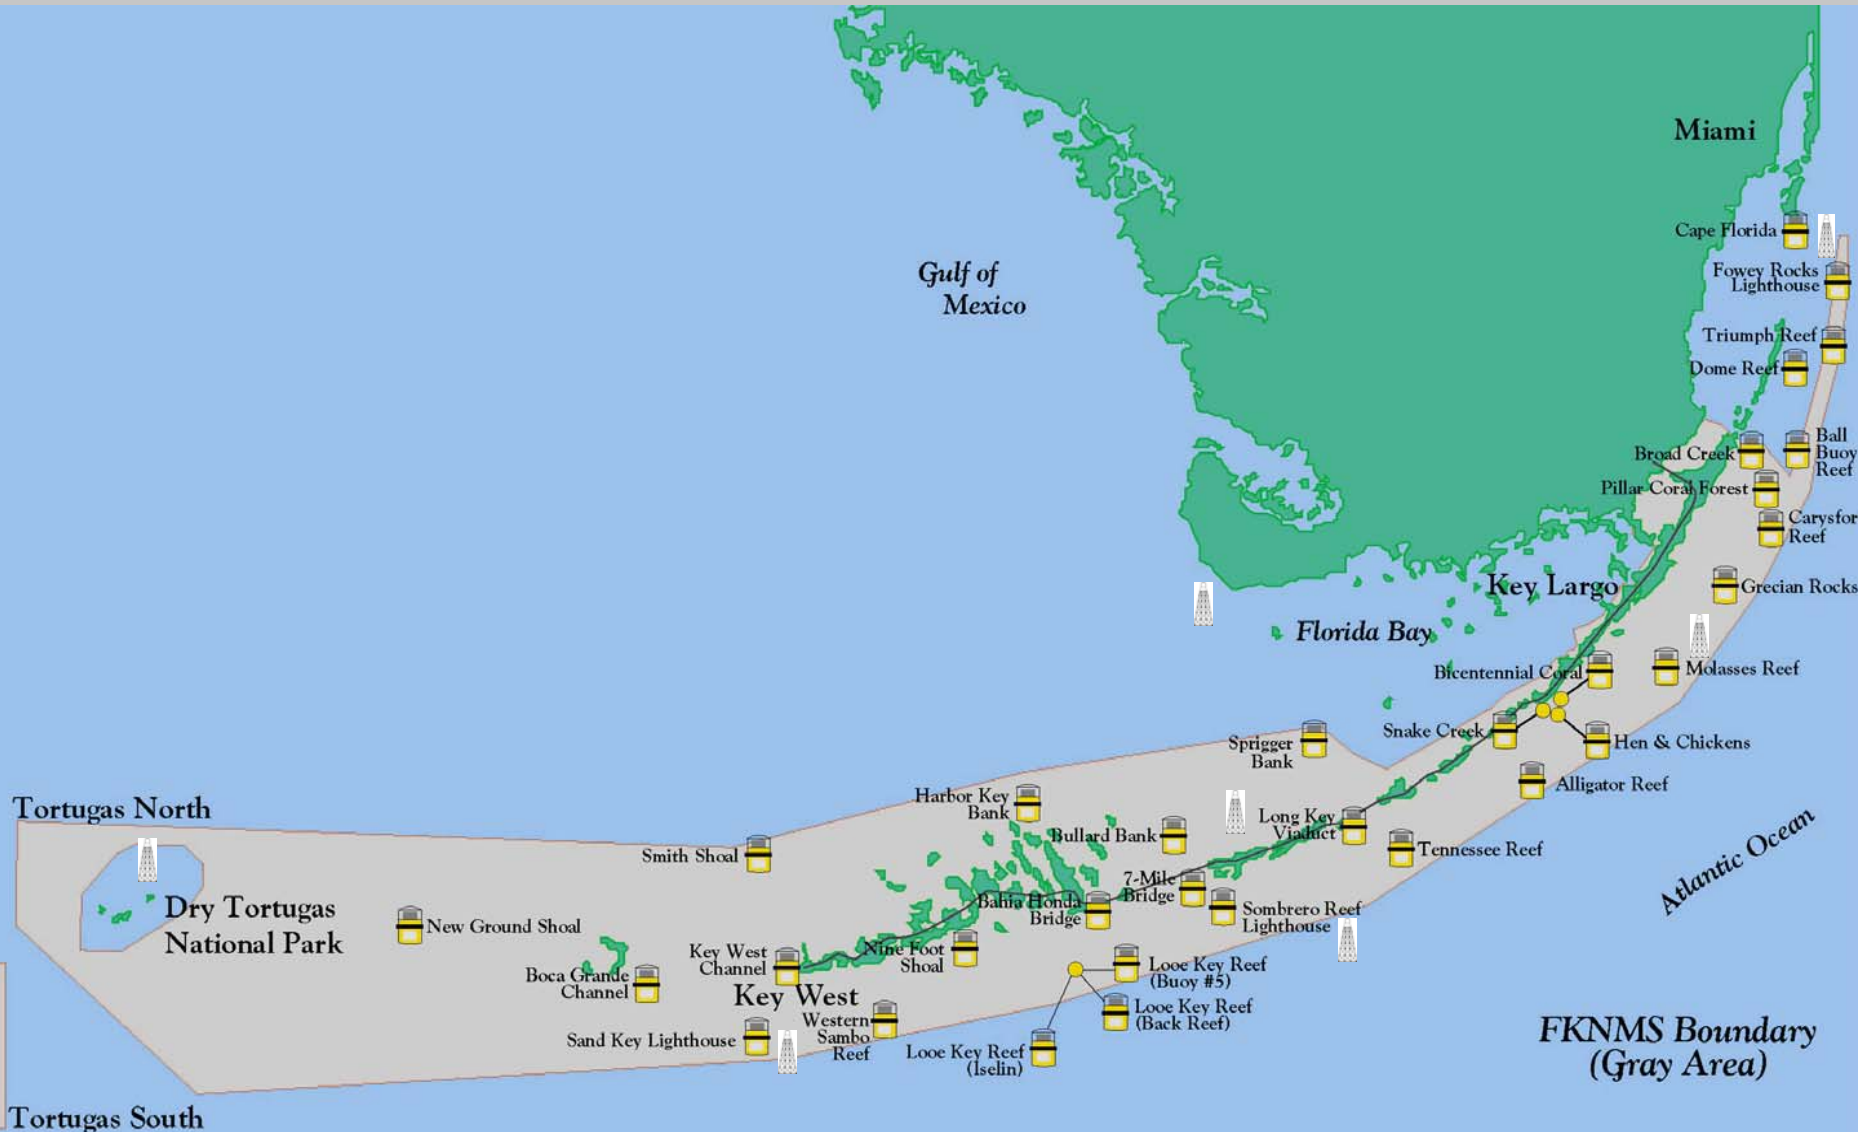 Miami
Cape Florida
Fowey Rocks
Lighthouse
Gulf of
Mexico
Triumph Reef
Dome Reef
Ball
Buoy
Reef
Broad Creek
Pillar Coral Forest
Carysfor
Reef
Key Largo
Grecian Rocks
Florida Bay
Bicentennial Coral
Molasses Reef
Snake Creek
Hen & Chickens
Sprigger
Bank
Alligator Reef
Harbor Key
Bank
Tortugas North
Long Key
Viaduct
Bullard Bank
Tennessee Reef
Smith Shoal
Atlantic Ocean
7-Mile
Bridge
Dry Tortugas
National Park
New Ground Shoal
Bahia Honda
Bridge
Sombrero Reef
Lighthouse
Key West
Channel
Nine Foot
Shoal
Boca Grande
Channel
Looe Key Reef
(Buoy #5)
Key West
Looe Key Reef
(Back Reef)
Western
Sambo
Reef
Sand Key Lighthouse
Looe Key Reef
(Iselin)
FKNMS Boundary
(Gray Area)
Tortugas South